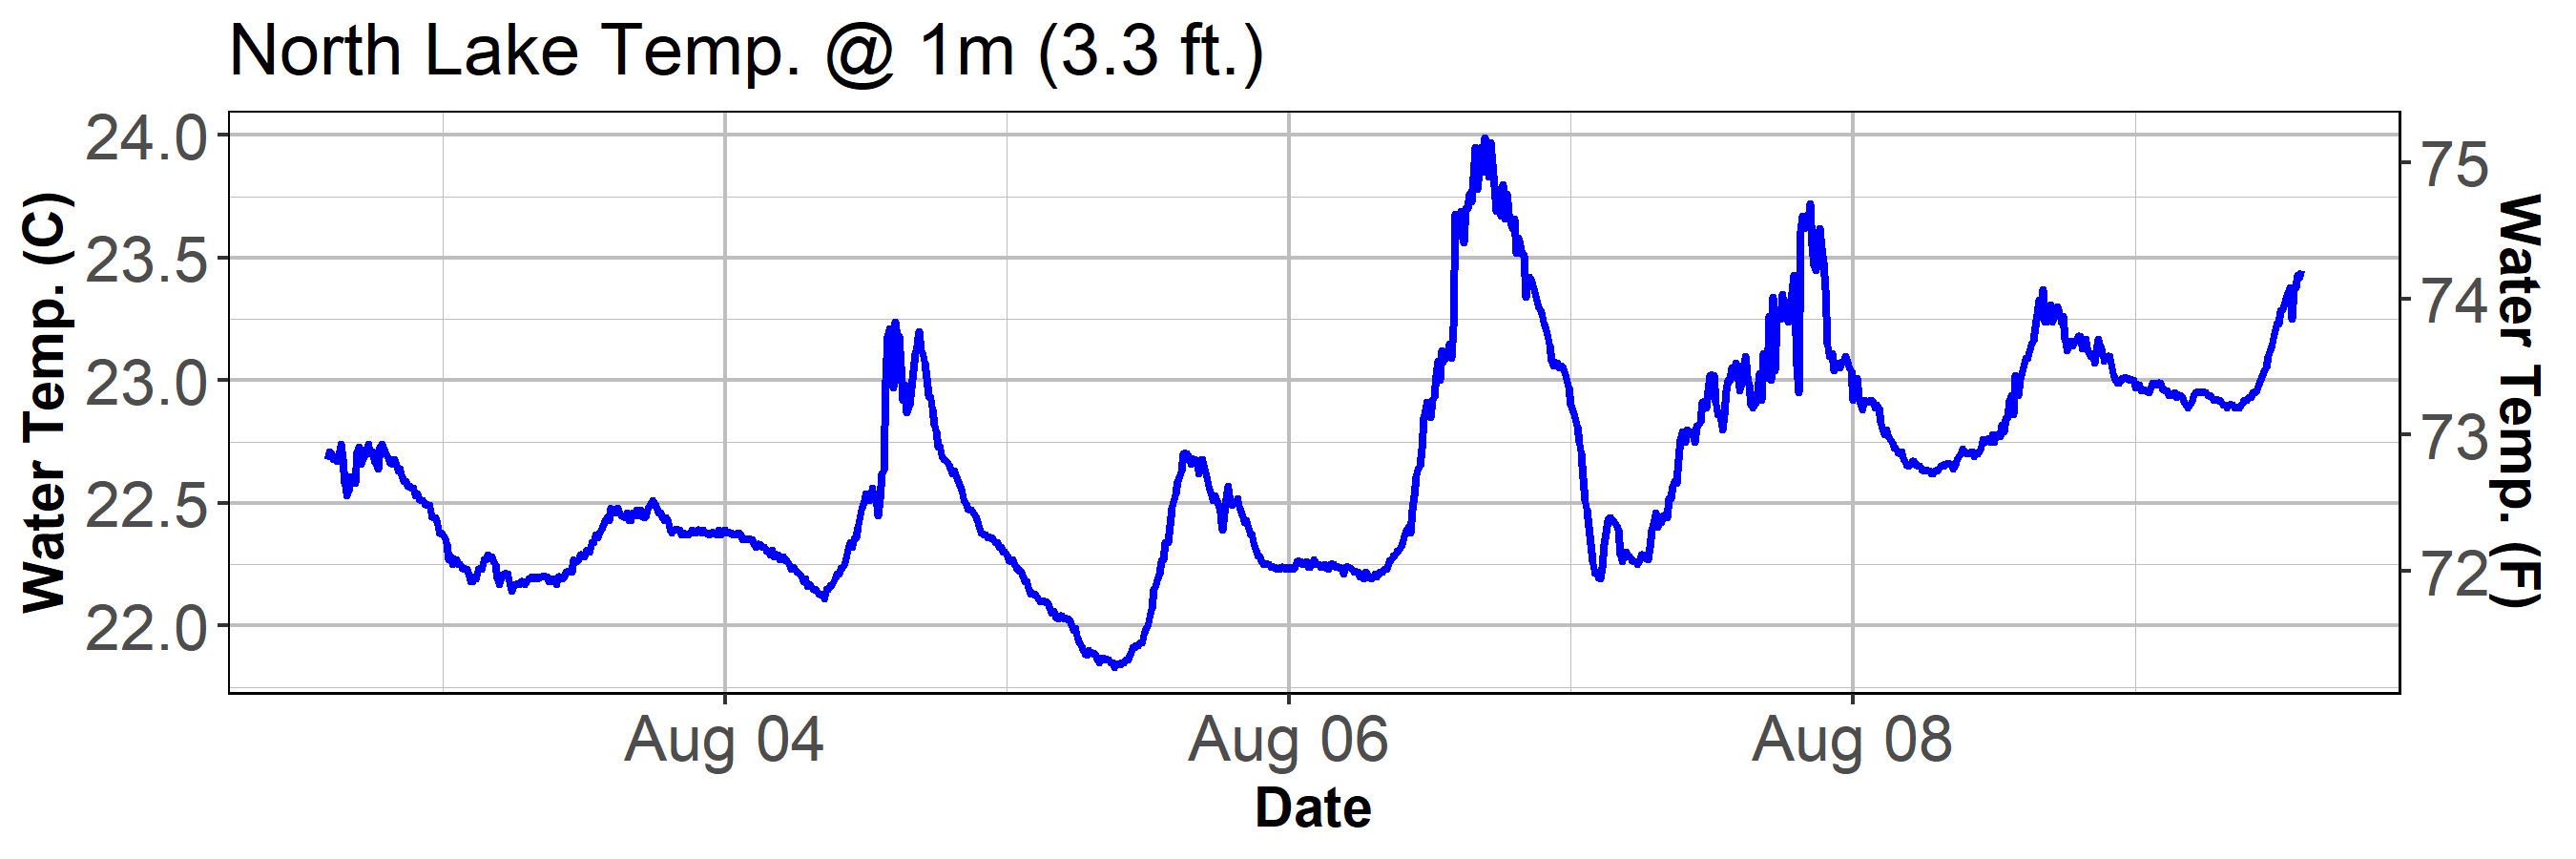 North Lake Temp. @ 1m (3.3 ft.)
Water Temp. (C)
24.0
23.5
23.0
22.5
22.0
75
74
73
72
Water Temp. (F)
Aug 04 Aug 06 Aug 08
Date